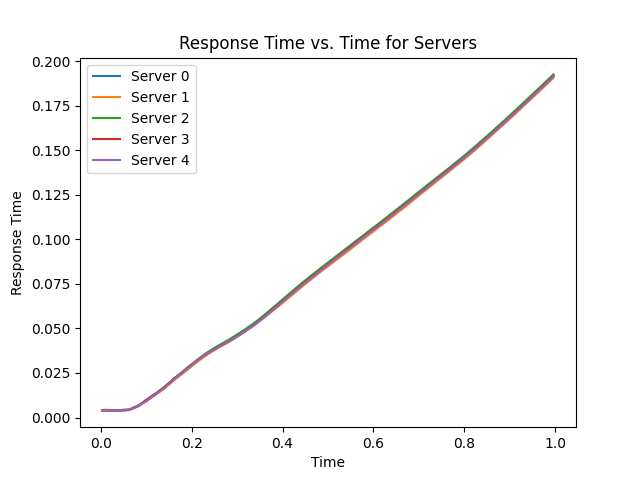 Response Time vs. Time for Servers
Server 0
Server 1
Server 2
Server 3
Server 4
Response Time
0.200
0.175
0.150
0.125
0.100
0.075
0.050
0.025
0.000
0.0 0.2 0.4 0.6 0.8 1.0
Time